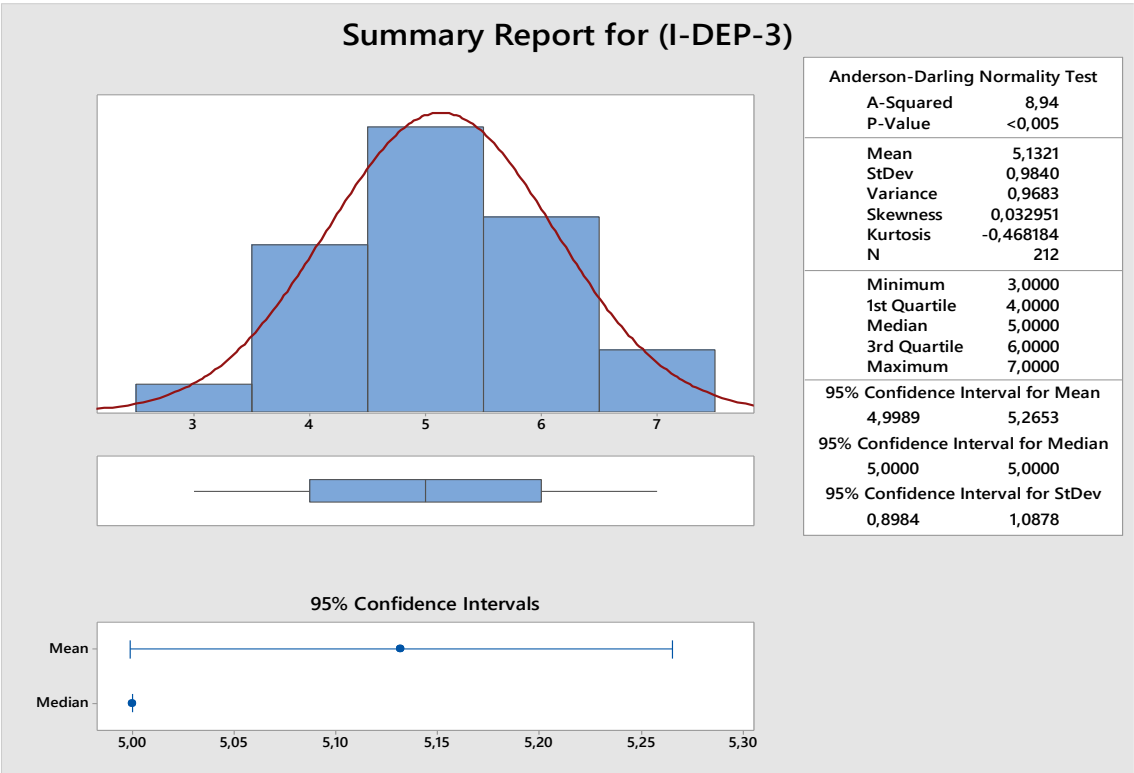 Summary Report for (I-DEP-3)
3 4 5 6 7
95% Confidence Intervals
Mean
Median
5,00 5,05 5,10 5,15 5,20 5,25 5,30
Anderson-Darling Normality Test
A-Squared 8,94
P-Value <0,005
Mean 5,1321
StDev 0,9840
Variance 0,9683
Skewness 0,032951
Kurtosis -0,468184
N 212
Minimum 3,0000
1st Quartile 4,0000
Median 5,0000
3rd Quartile 6,0000
Maximum 7,0000
95% Confidence Interval for Mean
4,9989 5,2653
95% Confidence Interval for Median
5,0000 5,0000
95% Confidence Interval for StDev
0,8984 1,0878